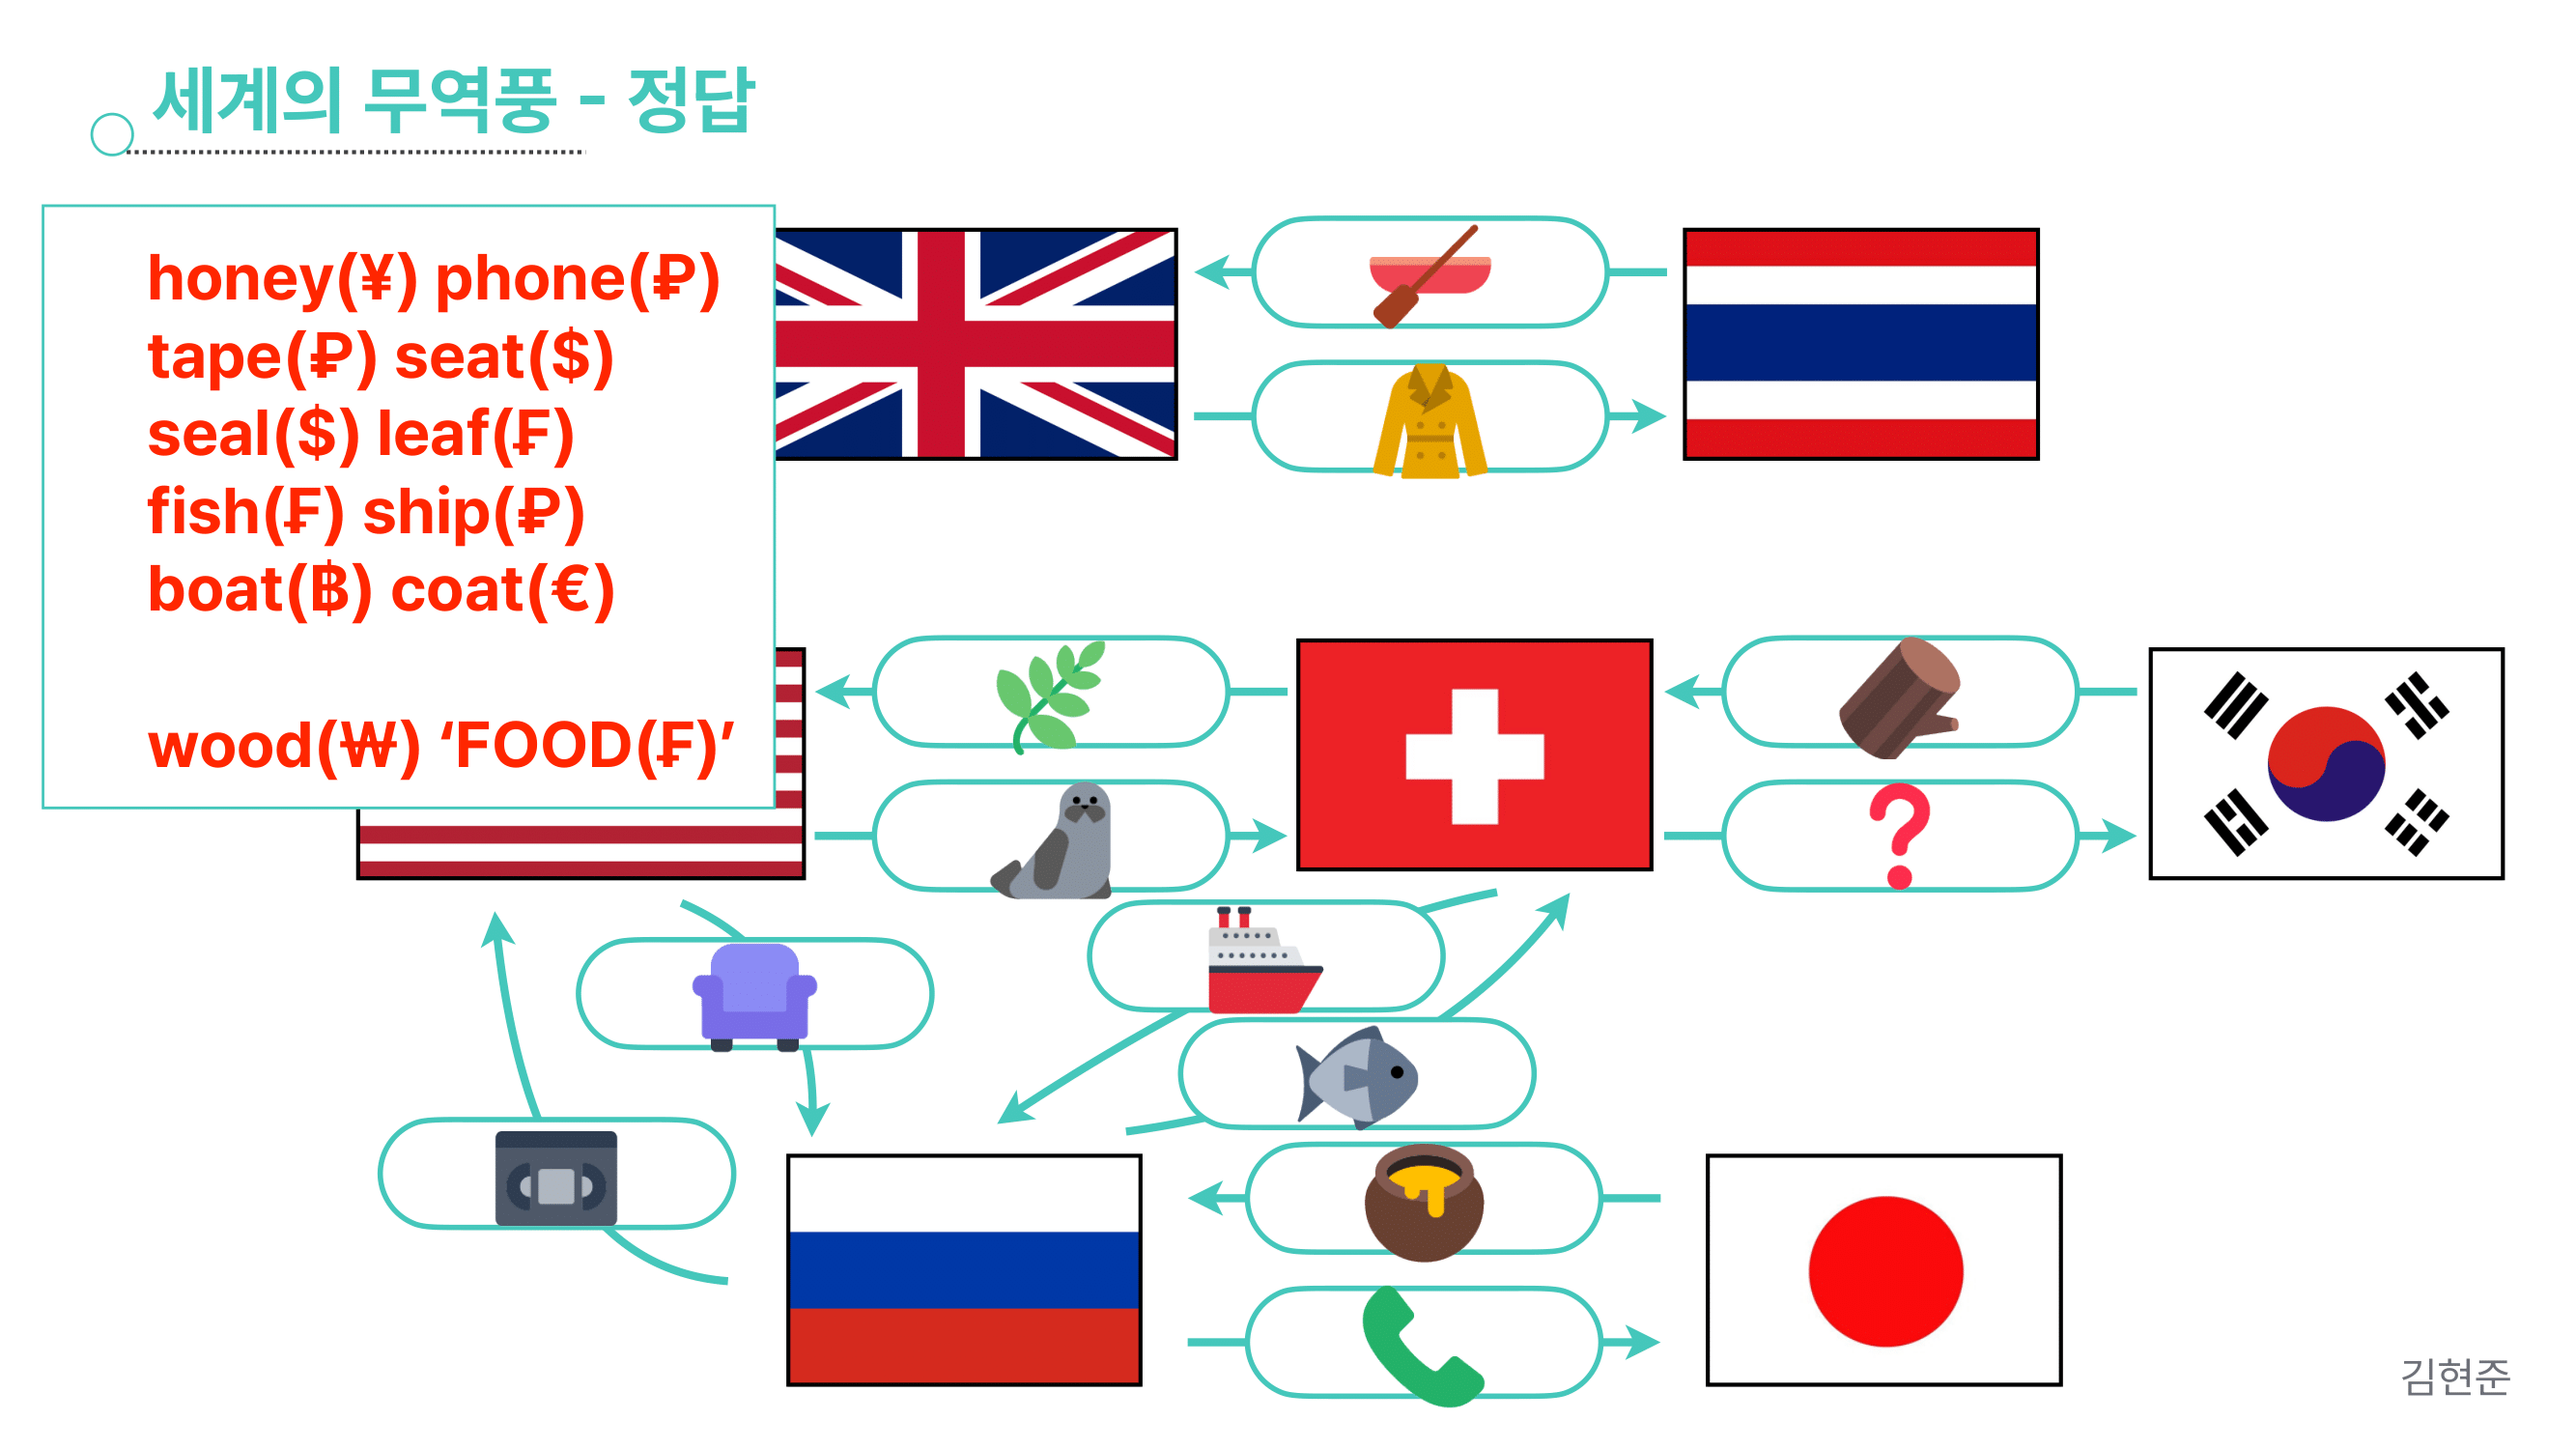 세계의 무역풍 - 정답
honey(¥) phone(₽)
tape(₽) seat($)
seal($) leaf(₣)
fish(₣) ship(₽)
boat(฿) coat(€)
wood(₩) ‘FOOD(₣)’
김현준